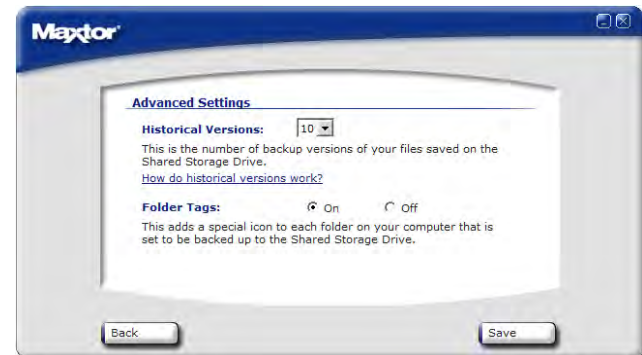 Maxtor
Advanced Settings
Historical Versions: 10
This is the number of backup versions of your files saved on the
Shared Storage Drive.
How do historical versions work?
Folder Tags: On Off
This adds a special icon to each folder on your computer that is
set to be backed up to the Shared Storage Drive.
Back Save